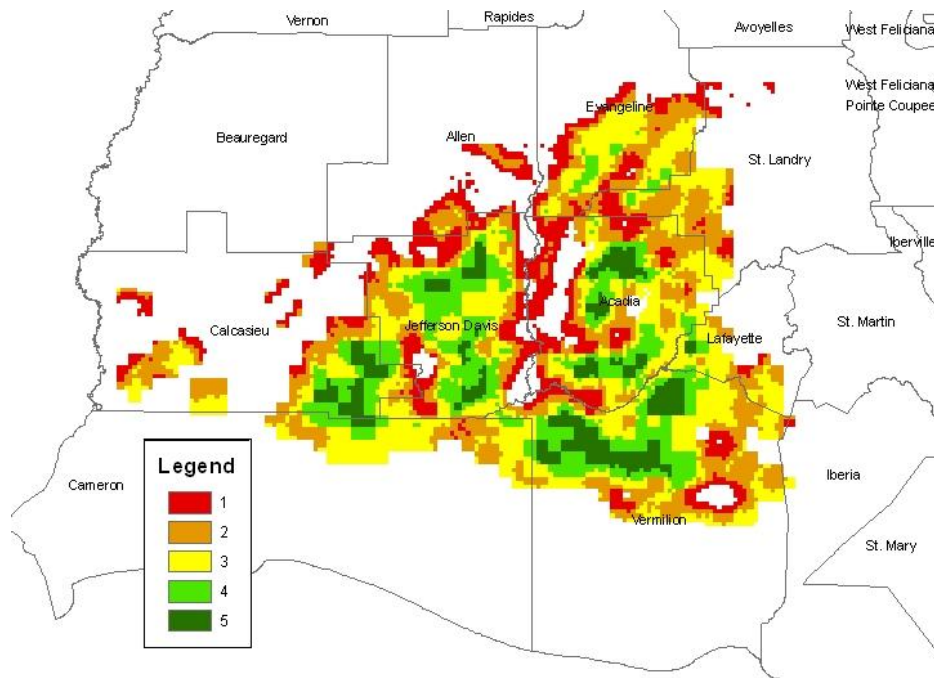 Vernon
Rapides
Avoyelles
West Feliciana
West Feliciana
Pointe Coupee
Evangeline
Beauregard
Allen
St. Landry
Iberville
Acadia
St. Martin
Calcasieu
Jefferson Davis
Lafayette
Legend
1
2
3
4
5
Cameron
Iberia
Vermilion
St. Mary